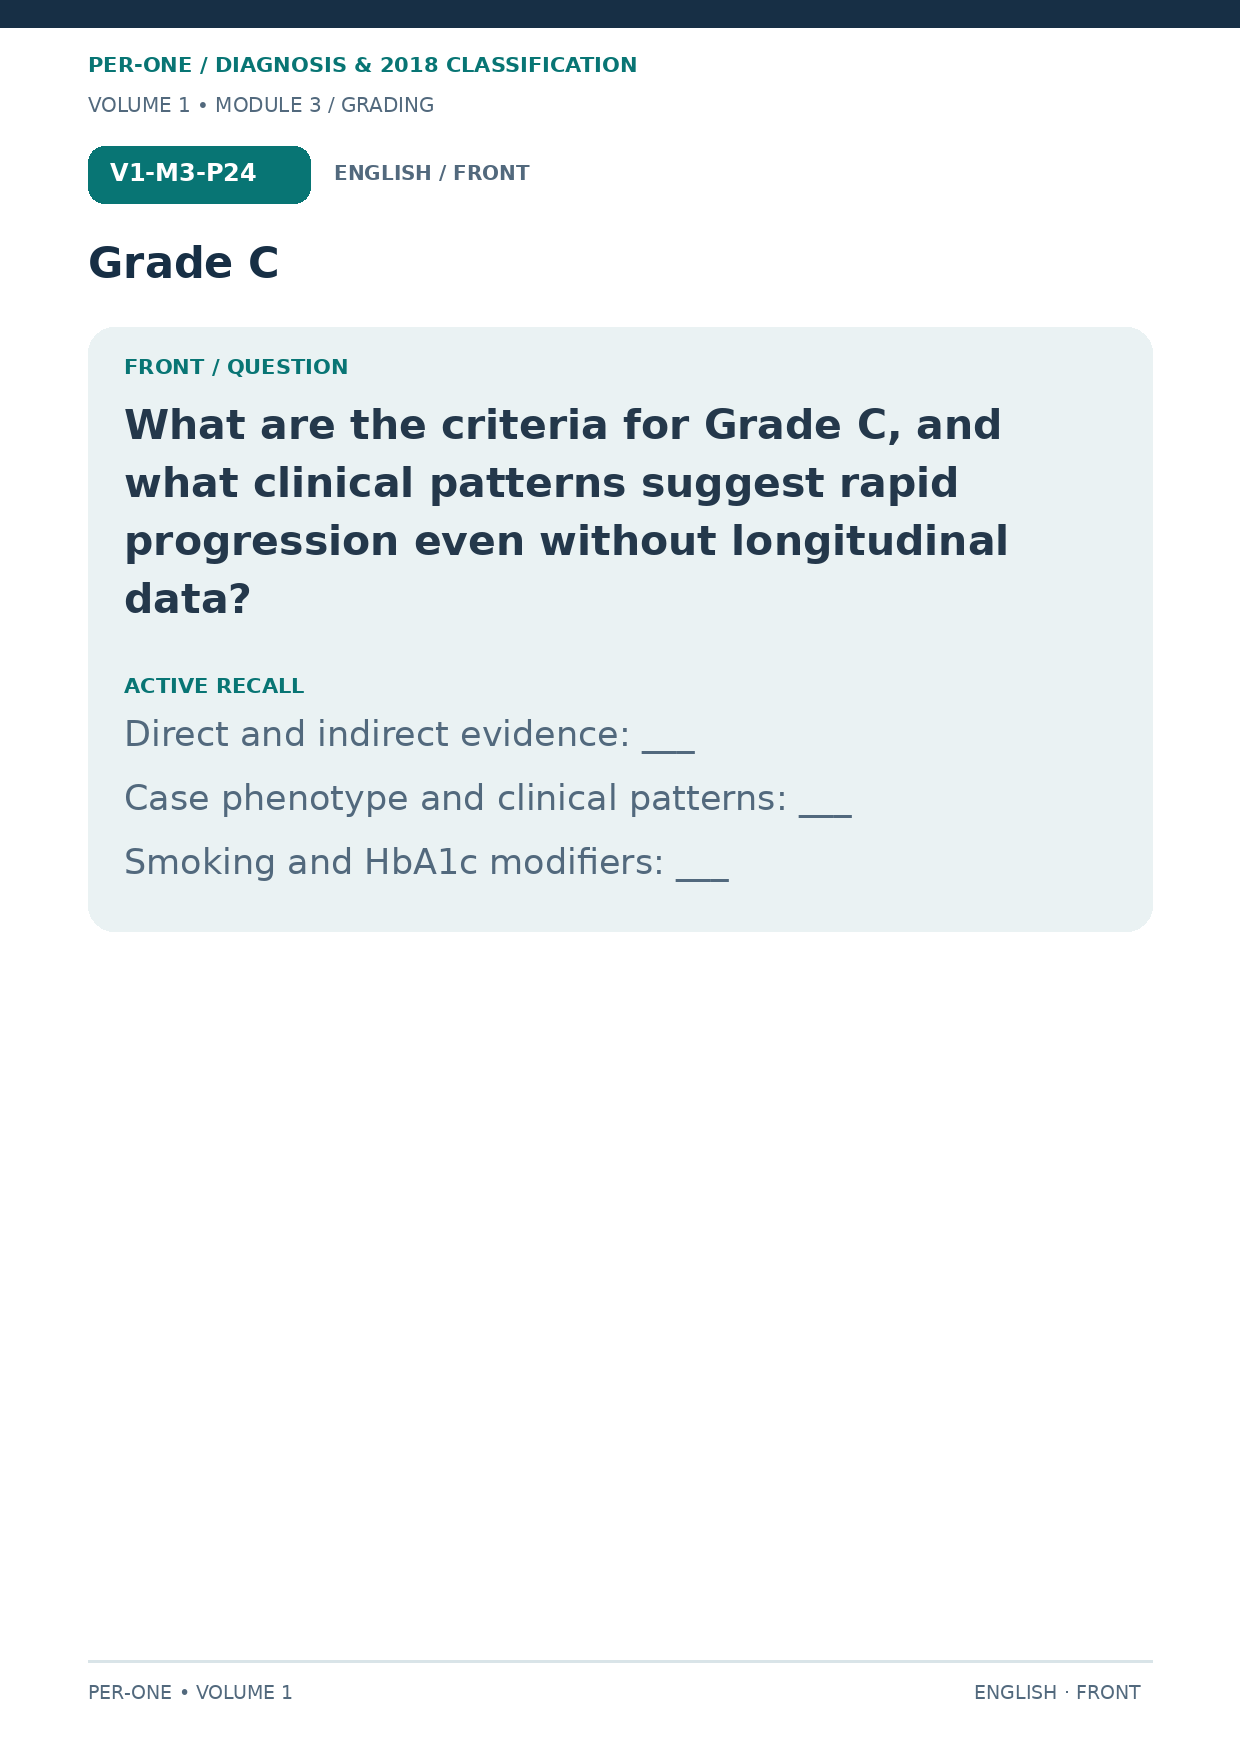 PER-ONE / DIAGNOSIS & 2018 CLASSIFICATION
VOLUME 1 • MODULE 3 / GRADING
V1-M3-P24
ENGLISH / FRONT
Grade C
FRONT / QUESTION
What are the criteria for Grade C, and
what clinical patterns suggest rapid
progression even without longitudinal
data?
ACTIVE RECALL
Direct and indirect evidence: ___
Case phenotype and clinical patterns: ___
Smoking and HbA1c modifiers: ___
PER-ONE • VOLUME 1
ENGLISH · FRONT